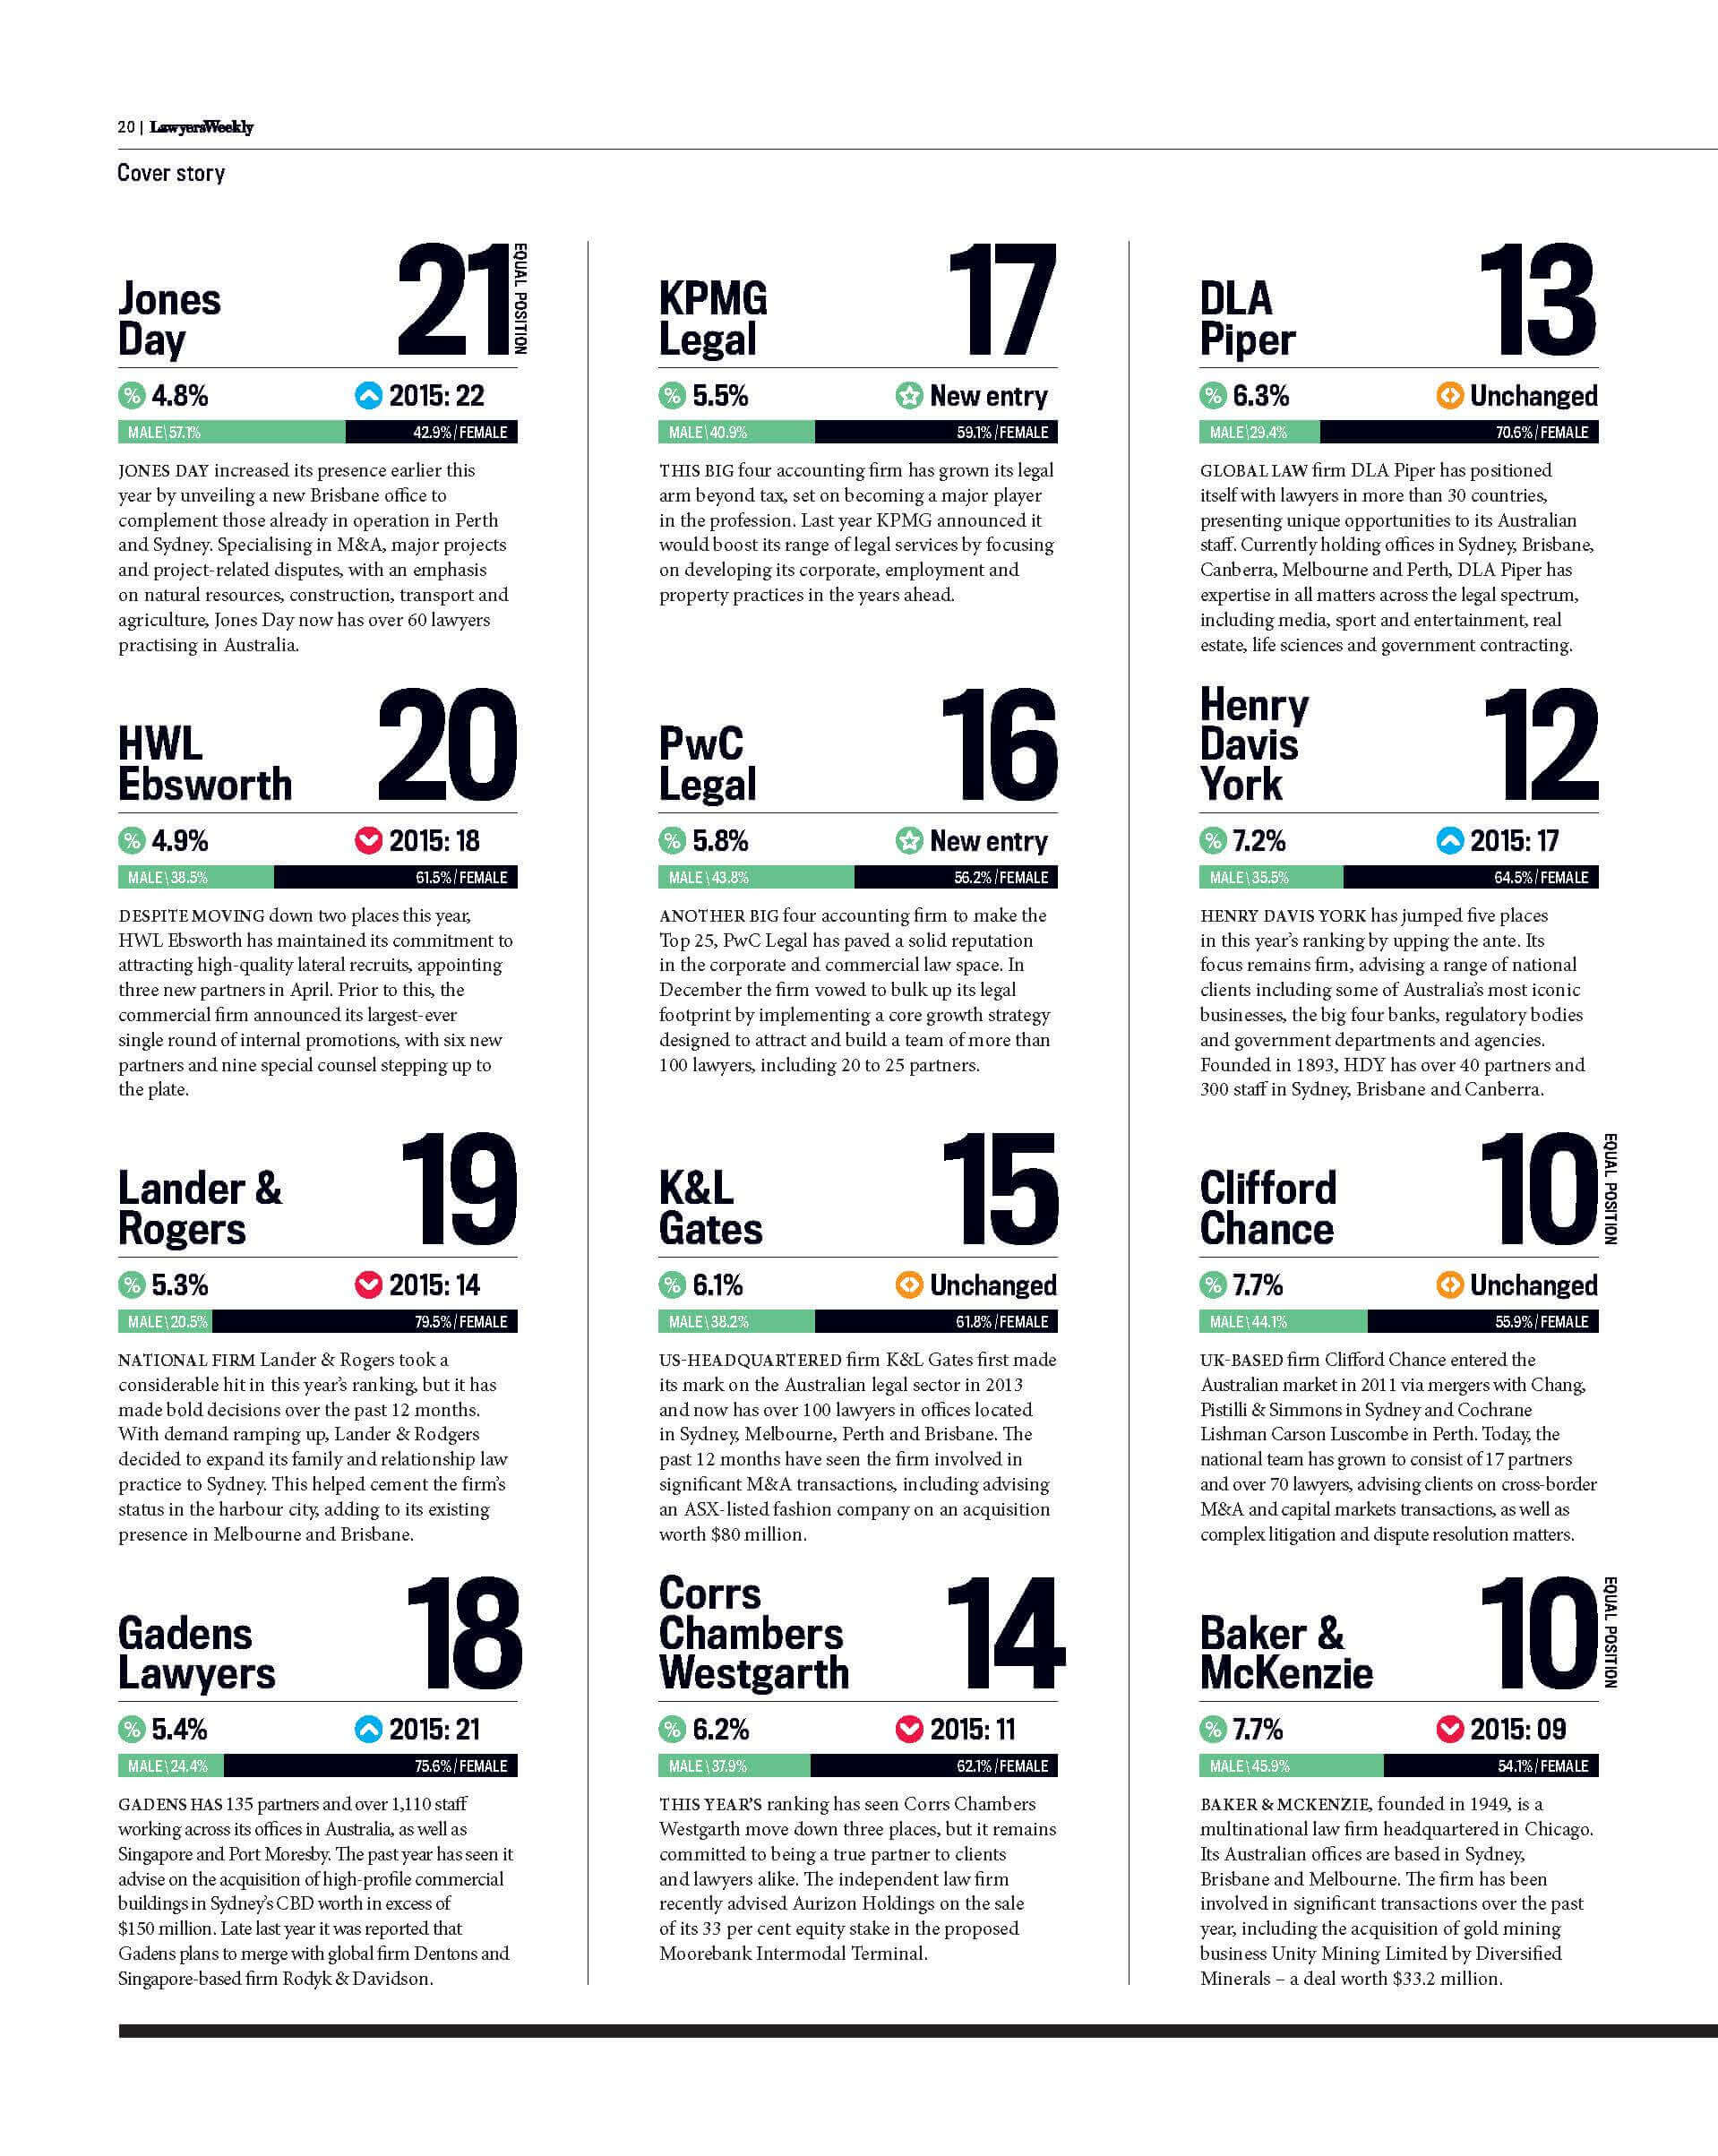 20 | LawyersWeekly
Cover story
Jones
Day
21
EQUAL POSITION
% 4.8%
2015: 22
MALE\57.1%
42.9%/FEMALE
JONES DAY increased its presence earlier this
year by unveiling a new Brisbane office to
complement those already in operation in Perth
and Sydney. Specialising in M&A, major projects
and project-related disputes, with an emphasis
on natural resources, construction, transport and
agriculture, Jones Day now has over 60 lawyers
practising in Australia.
HWL
Ebsworth
20
% 4.9%
2015: 18
MALE\38.5%
61.5%/FEMALE
DESPITE MOVING down two places this year,
HWL Ebsworth has maintained its commitment to
attracting high-quality lateral recruits, appointing
three new partners in April. Prior to this, the
commercial firm announced its largest-ever
single round of internal promotions, with six new
partners and nine special counsel stepping up to
the plate.
Lander &
Rogers
19
% 5.3%
2015: 14
MALE\20.5%
79.5%/FEMALE
NATIONAL FIRM Lander & Rogers took a
considerable hit in this year's ranking, but it has
made bold decisions over the past 12 months.
With demand ramping up, Lander & Rodgers
decided to expand its family and relationship law
practice to Sydney. This helped cement the firm's
status in the harbour city, adding to its existing
presence in Melbourne and Brisbane.
Gadens
Lawyers
18
% 5.4%
2015: 21
MALE\24.4%
75.6%/FEMALE
GADENS HAS 135 partners and over 1,110 staff
working across its offices in Australia, as well as
Singapore and Port Moresby. The past year has seen it
advise on the acquisition of high-profile commercial
buildings in Sydney's CBD worth in excess of
$150 million. Late last year it was reported that
Gadens plans to merge with global firm Dentons and
Singapore-based firm Rodyk & Davidson.
KPMG
Legal
17
% 5.5%
New entry
MALE\40.9%
59.1%/FEMALE
THIS BIG four accounting firm has grown its legal
arm beyond tax, set on becoming a major player
in the profession. Last year KPMG announced it
would boost its range of legal services by focusing
on developing its corporate, employment and
property practices in the years ahead.
PwC
Legal
16
% 5.8%
New entry
MALE\43.8%
56.2%/FEMALE
ANOTHER BIG four accounting firm to make the
Top 25, PwC Legal has paved a solid reputation
in the corporate and commercial law space. In
December the firm vowed to bulk up its legal
footprint by implementing a core growth strategy
designed to attract and build a team of more than
100 lawyers, including 20 to 25 partners.
K&L
Gates
15
% 6.1%
Unchanged
MALE\38.2%
61.8%/FEMALE
US-HEADQUARTERED firm K&L Gates first made
its mark on the Australian legal sector in 2013
and now has over 100 lawyers in offices located
in Sydney, Melbourne, Perth and Brisbane. The
past 12 months have seen the firm involved in
significant M&A transactions, including advising
an ASX-listed fashion company on an acquisition
worth $80 million.
Corrs
Chambers
Westgarth
14
% 6.2%
2015: 11
MALE\37.9%
62.1%/FEMALE
THIS YEAR'S ranking has seen Corrs Chambers
Westgarth move down three places, but it remains
committed to being a true partner to clients
and lawyers alike. The independent law firm
recently advised Aurizon Holdings on the sale
of its 33 per cent equity stake in the proposed
Moorebank Intermodal Terminal.
DLA
Piper
13
% 6.3%
Unchanged
MALE\29.4%
70.6%/FEMALE
GLOBAL LAW firm DLA Piper has positioned
itself with lawyers in more than 30 countries,
presenting unique opportunities to its Australian
staff. Currently holding offices in Sydney, Brisbane,
Canberra, Melbourne and Perth, DLA Piper has
expertise in all matters across the legal spectrum,
including media, sport and entertainment, real
estate, life sciences and government contracting.
Henry
Davis
York
12
% 7.2%
2015: 17
MALE\35.5%
64.5%/FEMALE
HENRY DAVIS YORK has jumped five places
in this year's ranking by upping the ante. Its
focus remains firm, advising a range of national
clients including some of Australia's most iconic
businesses, the big four banks, regulatory bodies
and government departments and agencies.
Founded in 1893, HDY has over 40 partners and
300 staff in Sydney, Brisbane and Canberra.
Clifford
Chance
10
EQUAL POSITION
% 7.7%
Unchanged
MALE\44.1%
55.9%/FEMALE
UK-BASED firm Clifford Chance entered the
Australian market in 2011 via mergers with Chang,
Pistilli & Simmons in Sydney and Cochrane
Lishman Carson Luscombe in Perth. Today, the
national team has grown to consist of 17 partners
and over 70 lawyers, advising clients on cross-border
M&A and capital markets transactions, as well as
complex litigation and dispute resolution matters.
Baker &
McKenzie
10
EQUAL POSITION
% 7.7%
2015: 09
MALE\45.9%
54.1%/FEMALE
BAKER & MCKENZIE, founded in 1949, is a
multinational law firm headquartered in Chicago.
Its Australian offices are based in Sydney,
Brisbane and Melbourne. The firm has been
involved in significant transactions over the past
year, including the acquisition of gold mining
business Unity Mining Limited by Diversified
Minerals – a deal worth $33.2 million.